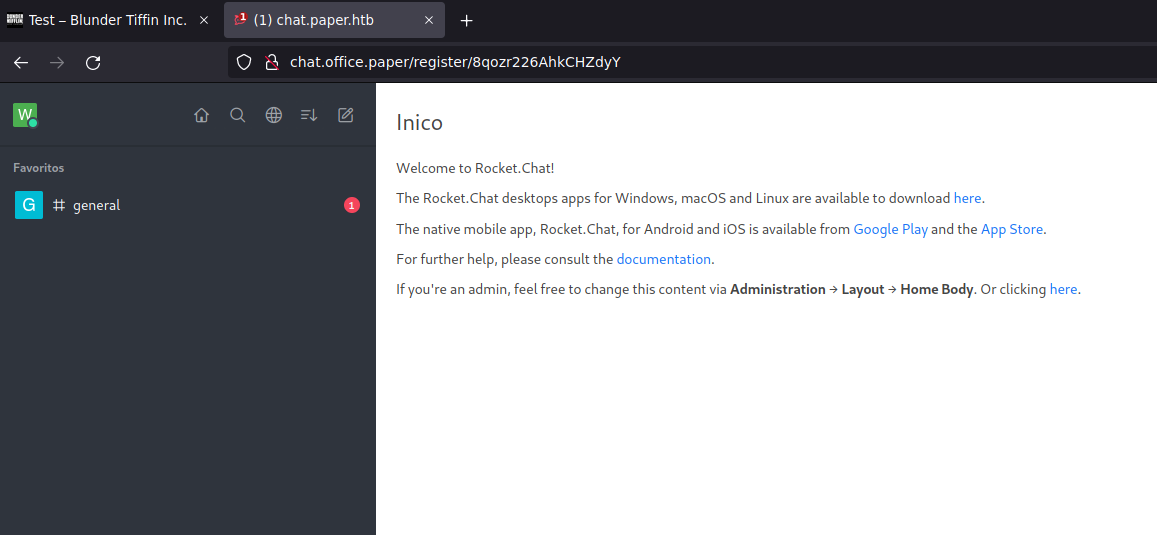 DUNDER MIFFLIN Test – Blunder Tiffin Inc. 1 (1) chat.paper.htb
chat.office.paper/register/8qozr226AhkCHZdyY
W
Inico
Welcome to Rocket.Chat!
Favoritos
The Rocket.Chat desktops apps for Windows, macOS and Linux are available to download here.
G general 1
The native mobile app, Rocket.Chat, for Android and iOS is available from Google Play and the App Store.
For further help, please consult the documentation.
If you're an admin, feel free to change this content via Administration → Layout → Home Body. Or clicking here.